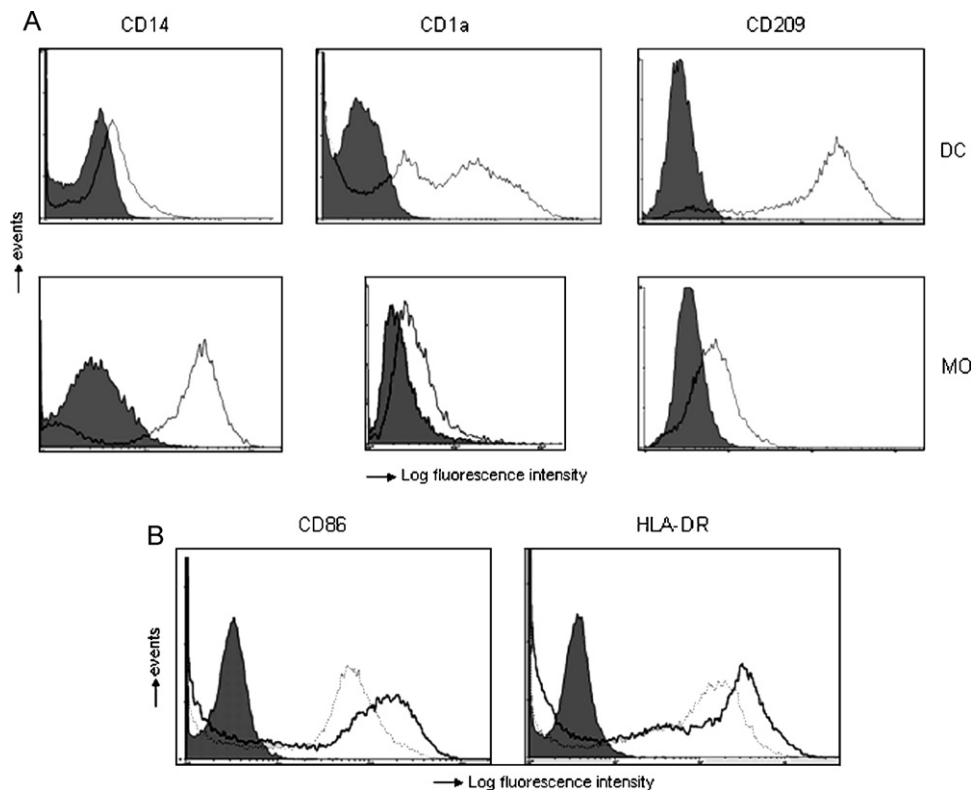 A
CD14 CD1a CD209
DC
→ events
MO
→ Log fluorescence intensity
B
CD86 HLA-DR
→ events
→ Log fluorescence intensity